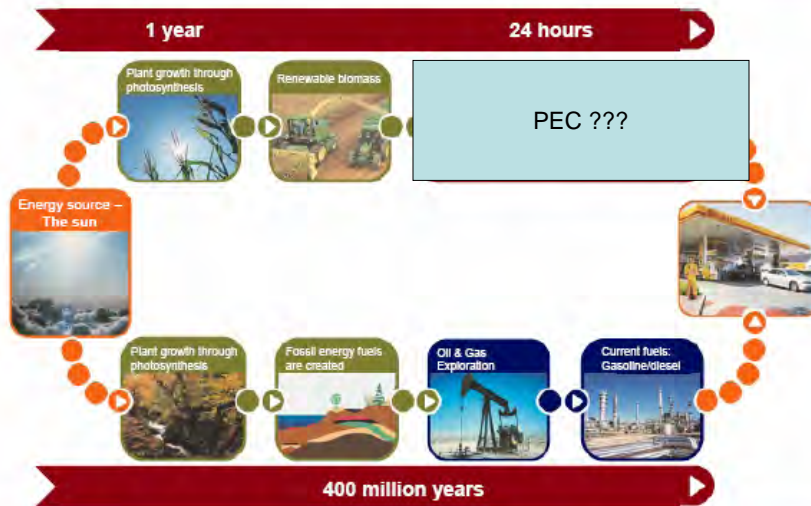 1 year
24 hours
Plant growth through
photosynthesis
Renewable biomass
PEC ???
Energy source –
The sun
Plant growth through
photosynthesis
Fossil energy fuels
are created
Oil & Gas
Exploration
Current fuels:
Gasoline/diesel
400 million years